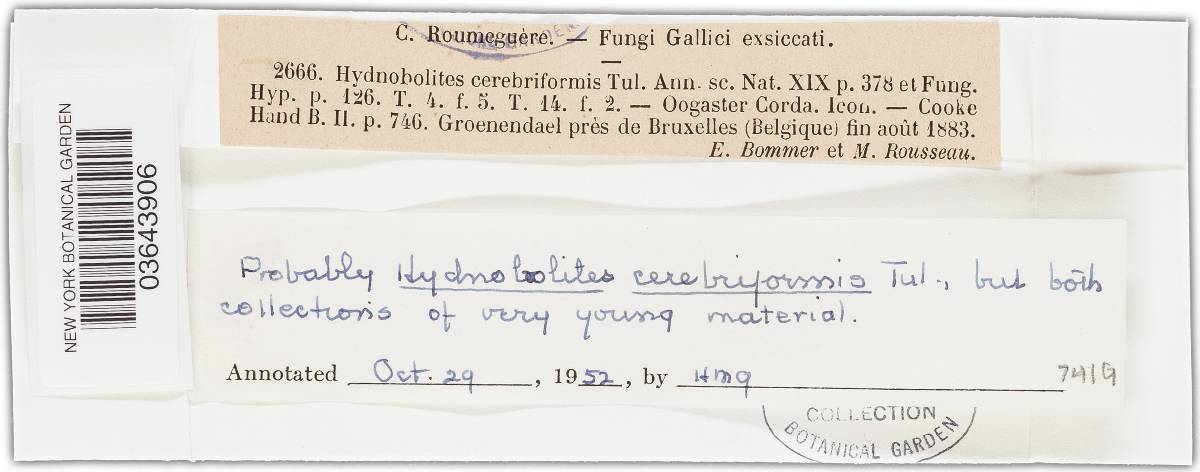 C. Roumeguère. — Fungi Gallici exsiccati.
2666. Hydnobolites cerebriformis Tul. Ann. sc. Nat. XIX p. 378 et Fung.
Hyp. p. 126. T. 4. f. 5. T. 14. f. 2. — Oogaster Corda. Icon. — Cooke
Hand B. II. p. 746. Groenendael près de Bruxelles (Belgique) fin août 1883.
E. Bommer et M. Rousseau.
NEW YORK BOTANICAL GARDEN
03643906
Probably Hydnobolites cerebriformis Tul., but both
collections of very young material.
Annotated Oct. 29, 1952, by HMG
7419
COLLECTION
BOTANICAL GARDEN